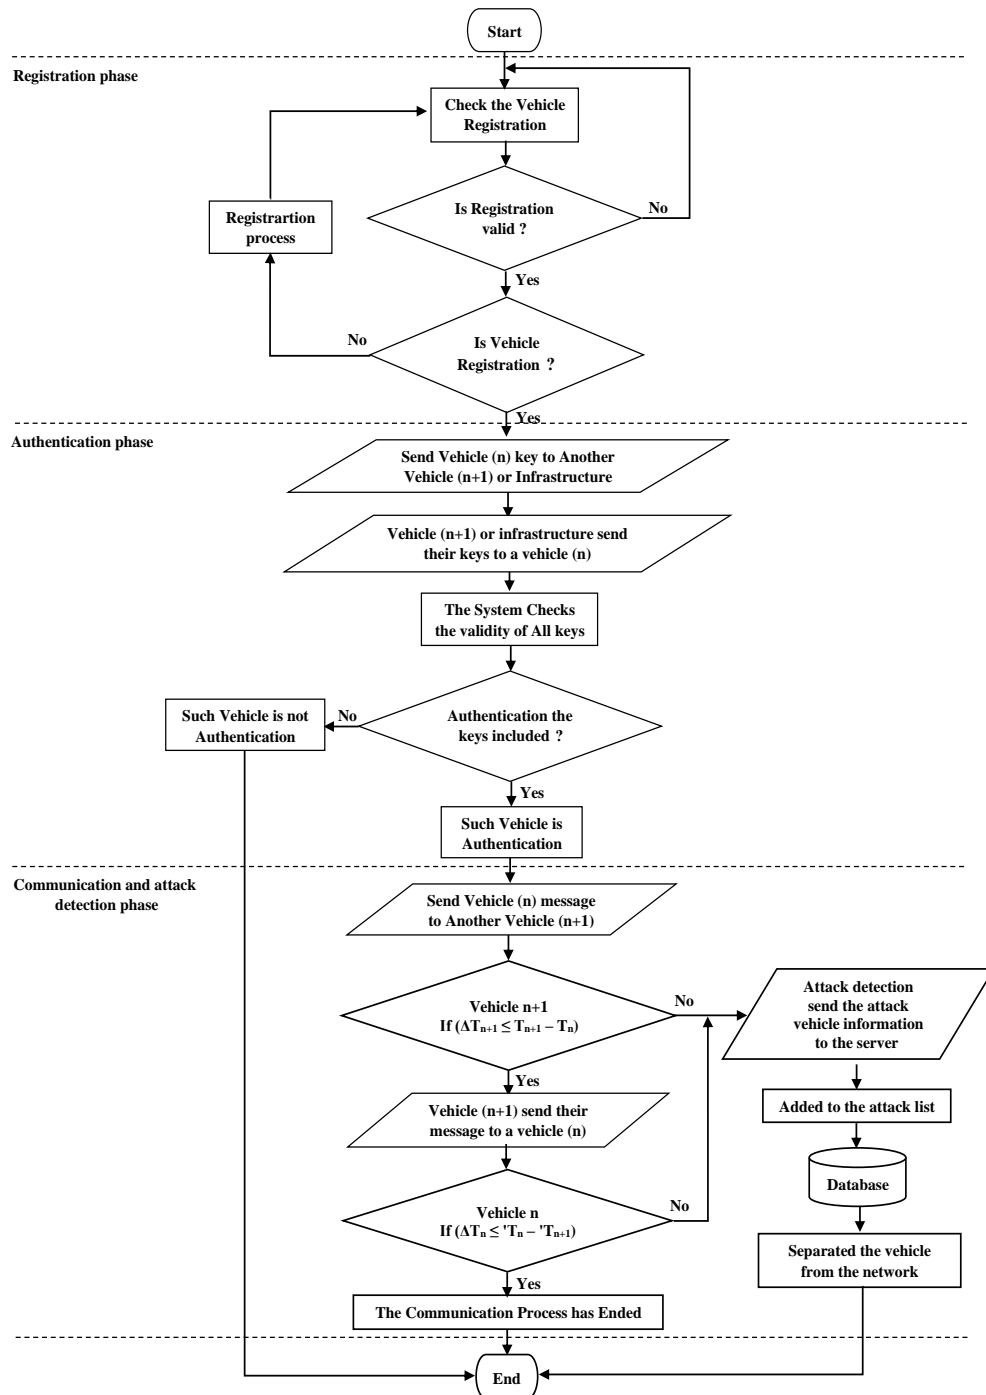 Start
Registration phase
Check the Vehicle
Registration
Is Registration
valid ?
No
Registrartion
process
Yes
No
Is Vehicle
Registration ?
Yes
Authentication phase
Send Vehicle (n) key to Another
Vehicle (n+1) or Infrastructure
Vehicle (n+1) or infrastructure send
their keys to a vehicle (n)
The System Checks
the validity of All keys
Such Vehicle is not
Authentication
No
Authentication the
keys included ?
Yes
Such Vehicle is
Authentication
Communication and attack
detection phase
Send Vehicle (n) message
to Another Vehicle (n+1)
Vehicle n+1
If (ΔTₙ₊₁ ≤ Tₙ₊₁ – Tₙ)
No
Attack detection
send the attack
vehicle information
to the server
Yes
Vehicle (n+1) send their
message to a vehicle (n)
Added to the attack list
Database
Vehicle n
If (ΔTₙ ≤ 'Tₙ – 'Tₙ₊₁)
No
Separated the vehicle
from the network
Yes
The Communication Process has Ended
End